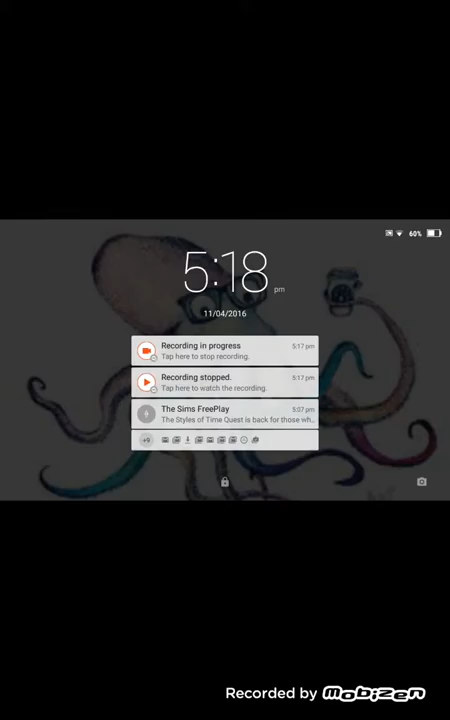 60%
5:18 pm
11/04/2016
Recording in progress 5:17 pm
Tap here to stop recording.
Recording stopped. 5:17 pm
Tap here to watch the recording.
The Sims FreePlay 5:07 pm
The Styles of Time Quest is back for those wh..
+9
Recorded by mobizen